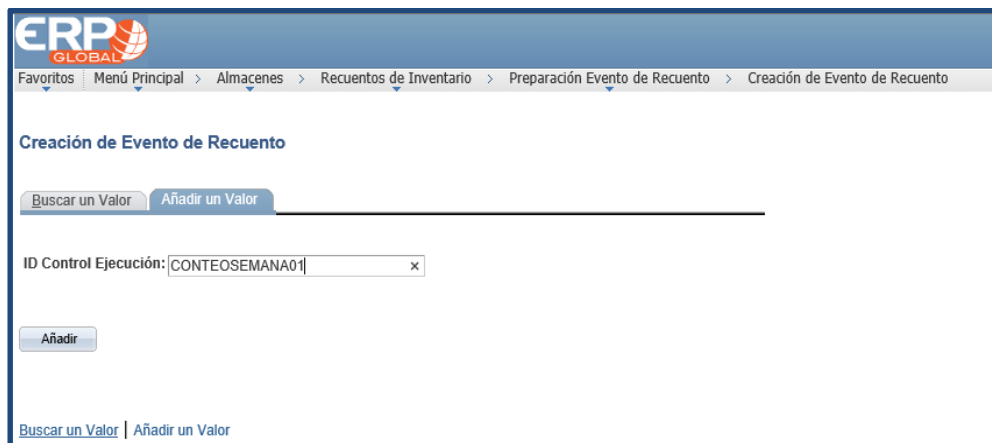 ERP
GLOBAL
Favoritos Menú Principal > Almacenes > Recuentos de Inventario > Preparación Evento de Recuento > Creación de Evento de Recuento
Creación de Evento de Recuento
Buscar un Valor Añadir un Valor
ID Control Ejecución: CONTEOSEMANA01 ×
Añadir
Buscar un Valor | Añadir un Valor